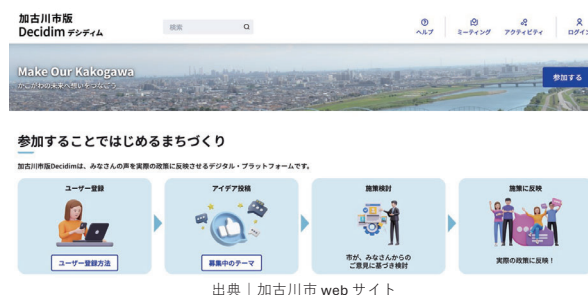 加古川市版
Decidim デシディム
検索
ヘルプ
ミーティング
アクティビティ
ログイン
Make Our Kakogawa
かこがわの未来へ想いをつなごう
参加する
参加することではじめるまちづくり
加古川市版Decidimは、みなさんの声を実際の政策に反映させるデジタル・プラットフォームです。
ユーザー登録
ユーザー登録方法
アイデア投稿
募集中のテーマ
施策検討
市が、みなさんからの
ご意見に基づき検討
施策に反映
実際の政策に反映！
出典｜加古川市 web サイト